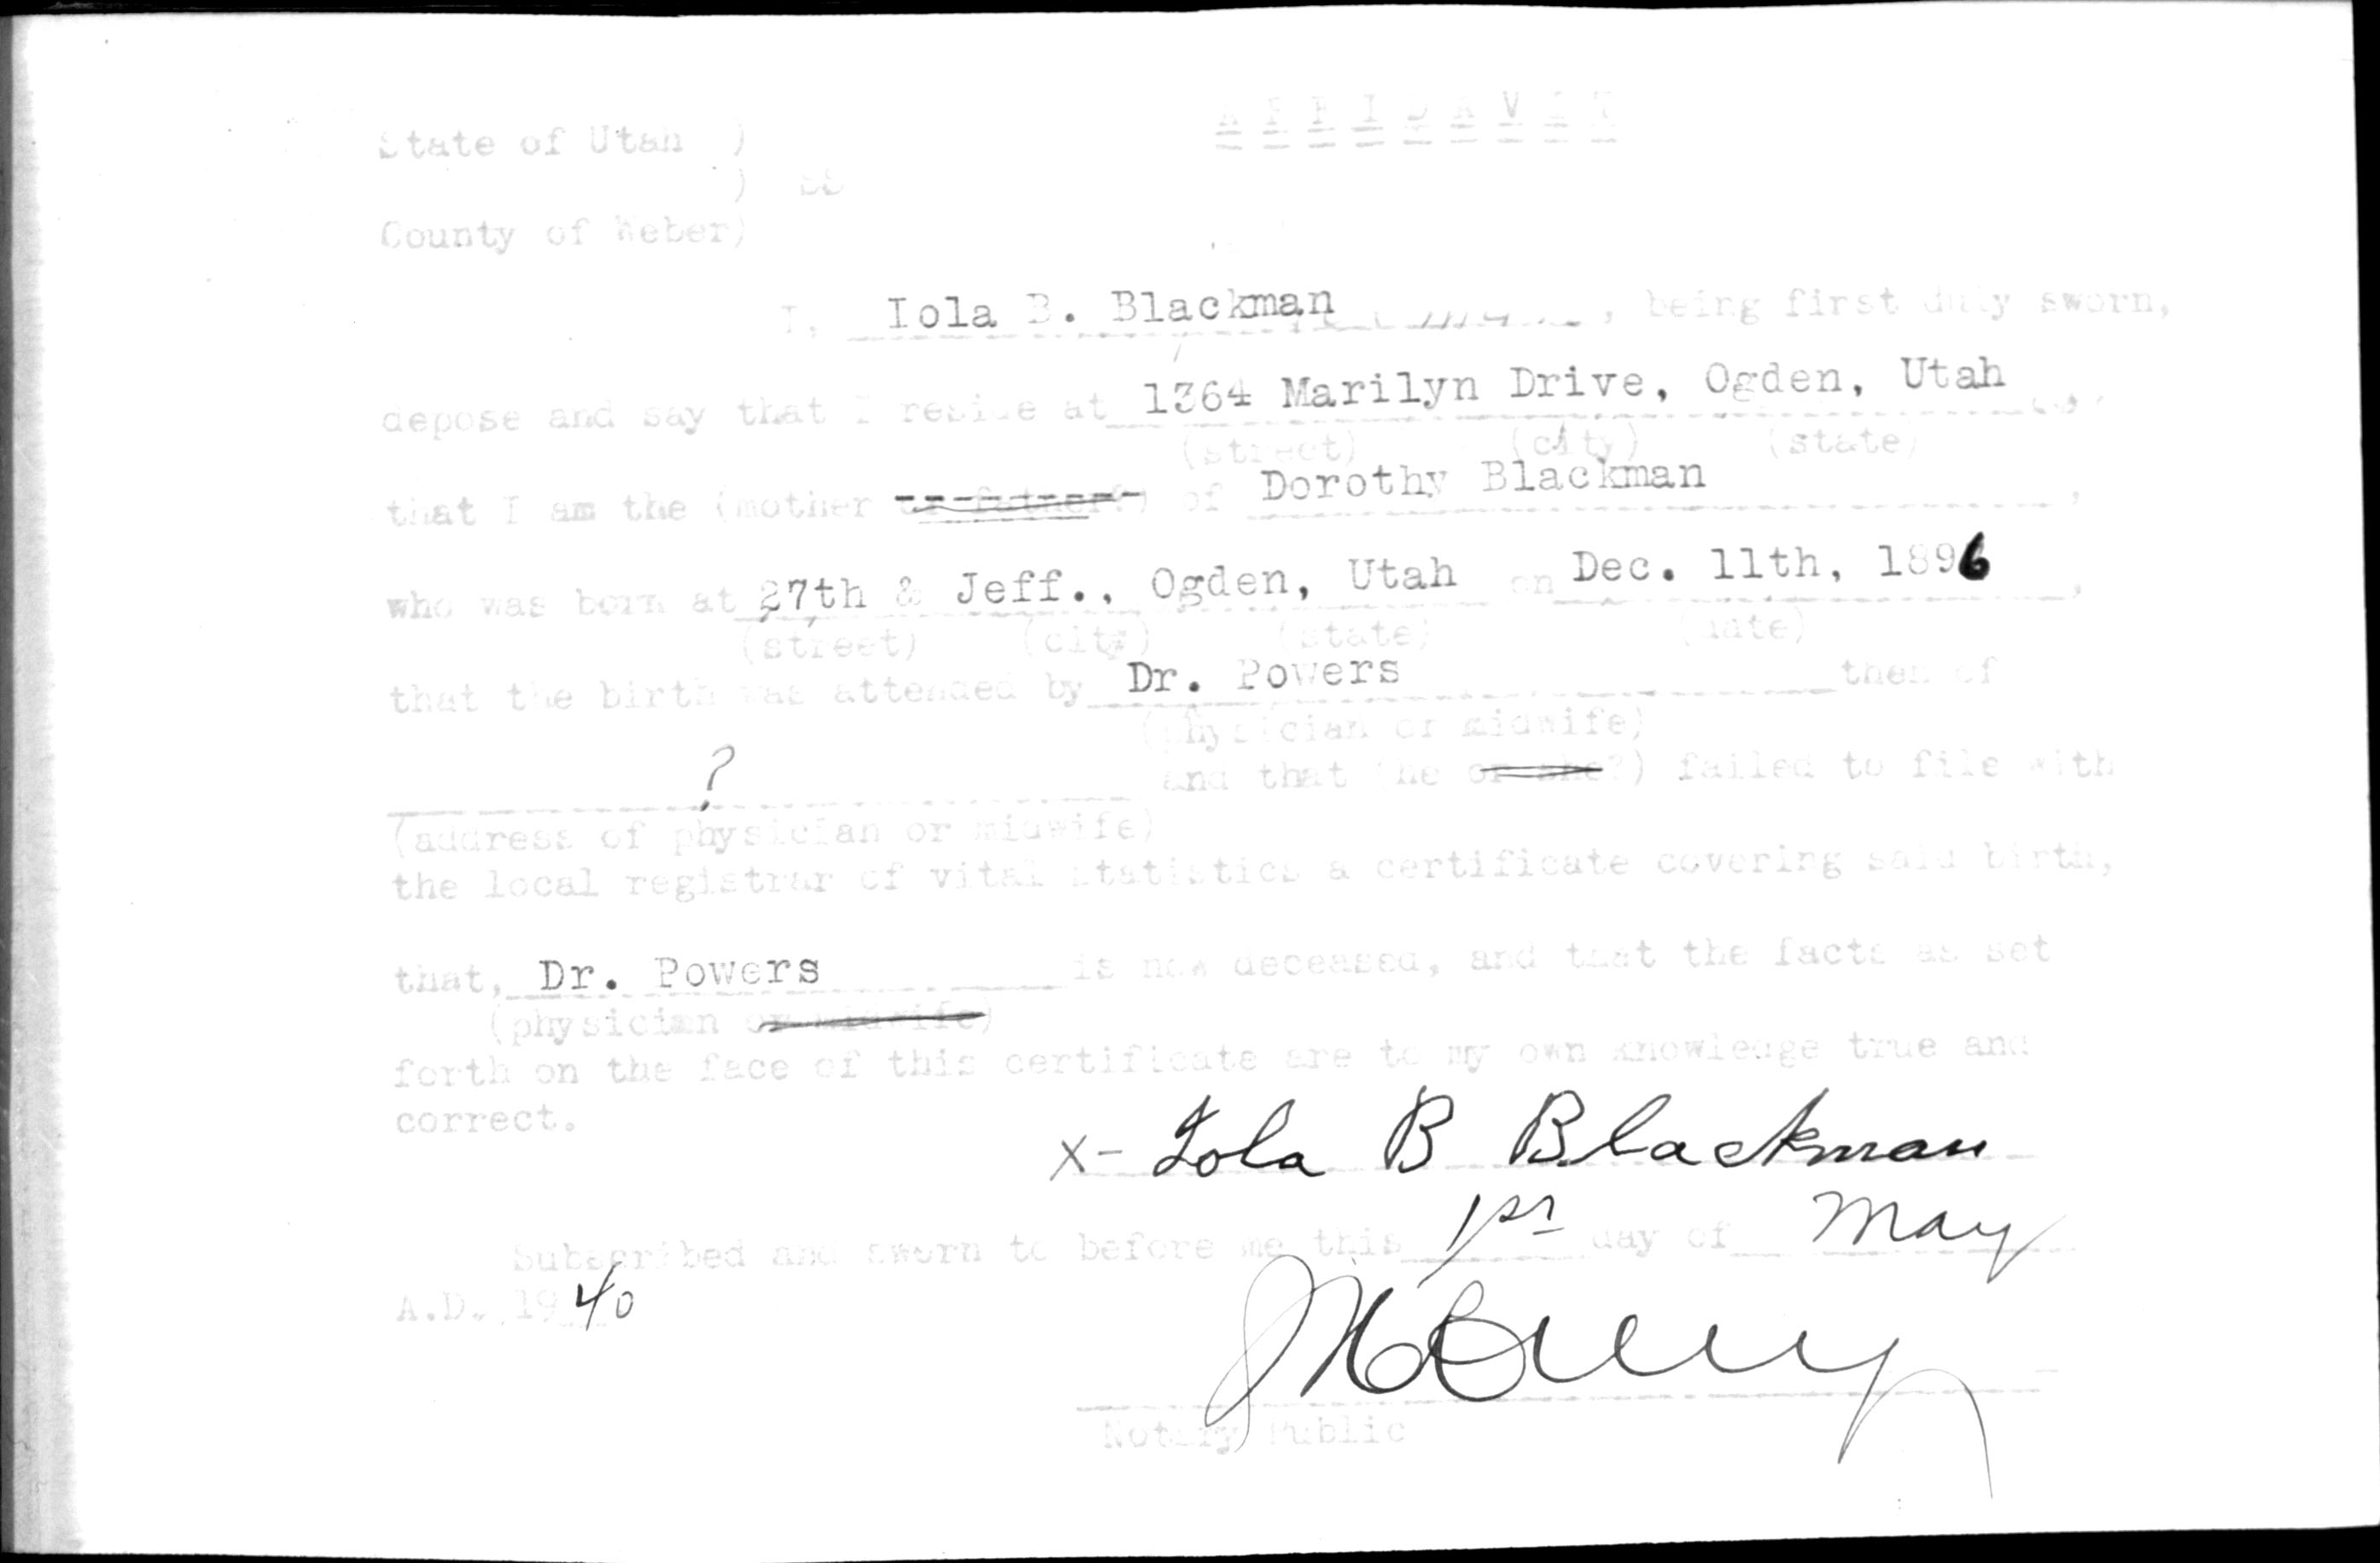 A F F I D A V I T
State of Utah )
) SS
County of Weber)
I, Iola B. Blackman, being first duly sworn,
depose and say that I reside at 1364 Marilyn Drive, Ogden, Utah,
(street) (city) (state)
that I am the (mother or father?) of Dorothy Blackman,
who was born at 27th & Jeff., Ogden, Utah on Dec. 11th, 1896,
(street) (city) (state) (date)
that the birth was attended by Dr. Powers then of
(physician or midwife)
? and that (he or she?) failed to file with
(address of physician or midwife)
the local registrar of vital statistics a certificate covering said birth,
that, Dr. Powers is now deceased, and that the facts as set
(physician or midwife)
forth on the face of this certificate are to my own knowledge true and
correct.
X- Iola B Blackman
Subscribed and sworn to before me this 1st day of May
A.D., 1940
Notary Public